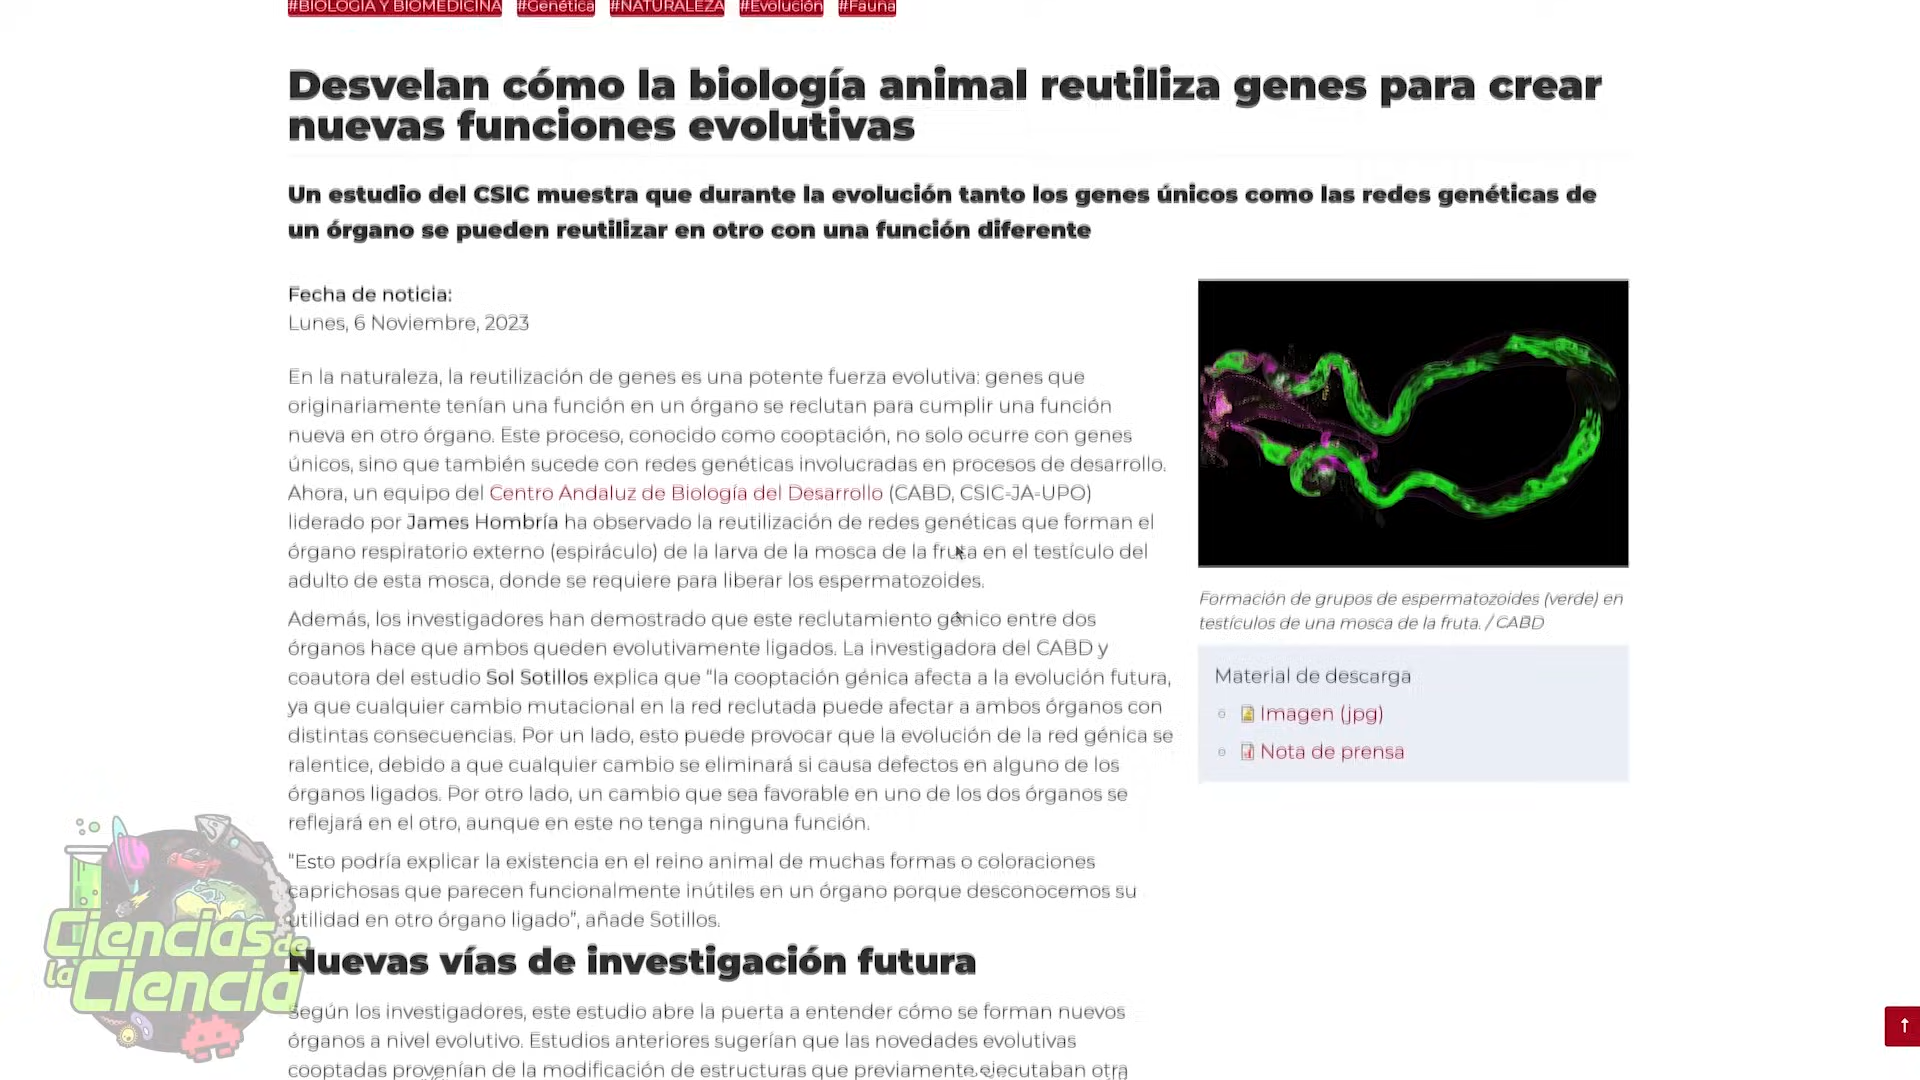 #BIOLOGÍA Y BIOMEDICINA #Genética #NATURALEZA #Evolución #Fauna
Desvelan cómo la biología animal reutiliza genes para crear
nuevas funciones evolutivas
Un estudio del CSIC muestra que durante la evolución tanto los genes únicos como las redes genéticas de
un órgano se pueden reutilizar en otro con una función diferente
Fecha de noticia:
Lunes, 6 Noviembre, 2023
En la naturaleza, la reutilización de genes es una potente fuerza evolutiva: genes que
originariamente tenían una función en un órgano se reclutan para cumplir una función
nueva en otro órgano. Este proceso, conocido como cooptación, no solo ocurre con genes
únicos, sino que también sucede con redes genéticas involucradas en procesos de desarrollo.
Ahora, un equipo del Centro Andaluz de Biología del Desarrollo (CABD, CSIC-JA-UPO)
liderado por James Hombría ha observado la reutilización de redes genéticas que forman el
órgano respiratorio externo (espiráculo) de la larva de la mosca de la fruta en el testículo del
adulto de esta mosca, donde se requiere para liberar los espermatozoides.
Además, los investigadores han demostrado que este reclutamiento génico entre dos
órganos hace que ambos queden evolutivamente ligados. La investigadora del CABD y
coautora del estudio Sol Sotillos explica que "la cooptación génica afecta a la evolución futura,
ya que cualquier cambio mutacional en la red reclutada puede afectar a ambos órganos con
distintas consecuencias. Por un lado, esto puede provocar que la evolución de la red génica se
ralentice, debido a que cualquier cambio se eliminará si causa defectos en alguno de los
órganos ligados. Por otro lado, un cambio que sea favorable en uno de los dos órganos se
reflejará en el otro, aunque en este no tenga ninguna función.
"Esto podría explicar la existencia en el reino animal de muchas formas o coloraciones
caprichosas que parecen funcionalmente inútiles en un órgano porque desconocemos su
utilidad en otro órgano ligado", añade Sotillos.
Nuevas vías de investigación futura
Según los investigadores, este estudio abre la puerta a entender cómo se forman nuevos
órganos a nivel evolutivo. Estudios anteriores sugerían que las novedades evolutivas
cooptadas provenían de la modificación de estructuras que previamente ejecutaban otra
Formación de grupos de espermatozoides (verde) en
testículos de una mosca de la fruta. / CABD
Material de descarga
Imagen (jpg)
Nota de prensa
Ciencias de
la Ciencia